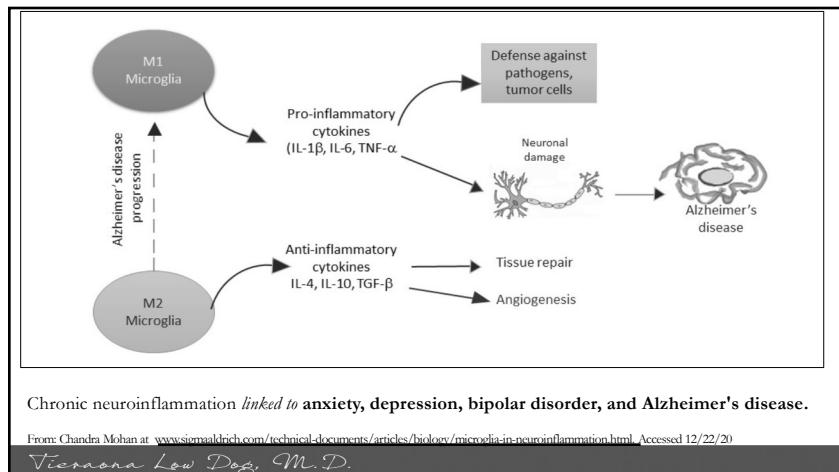 M1
Microglia
Alzheimer's disease
progression
M2
Microglia
Pro-inflammatory
cytokines
(IL-1β, IL-6, TNF-α
Defense against
pathogens,
tumor cells
Neuronal
damage
Alzheimer's
disease
Anti-inflammatory
cytokines
IL-4, IL-10, TGF-β
Tissue repair
Angiogenesis
Chronic neuroinflammation linked to anxiety, depression, bipolar disorder, and Alzheimer's disease.
From: Chandra Mohan at www.sigmaaldrich.com/technical-documents/articles/biology/microglia-in-neuroinflammation.html. Accessed 12/22/20
Tieraona Low Dog, M.D.